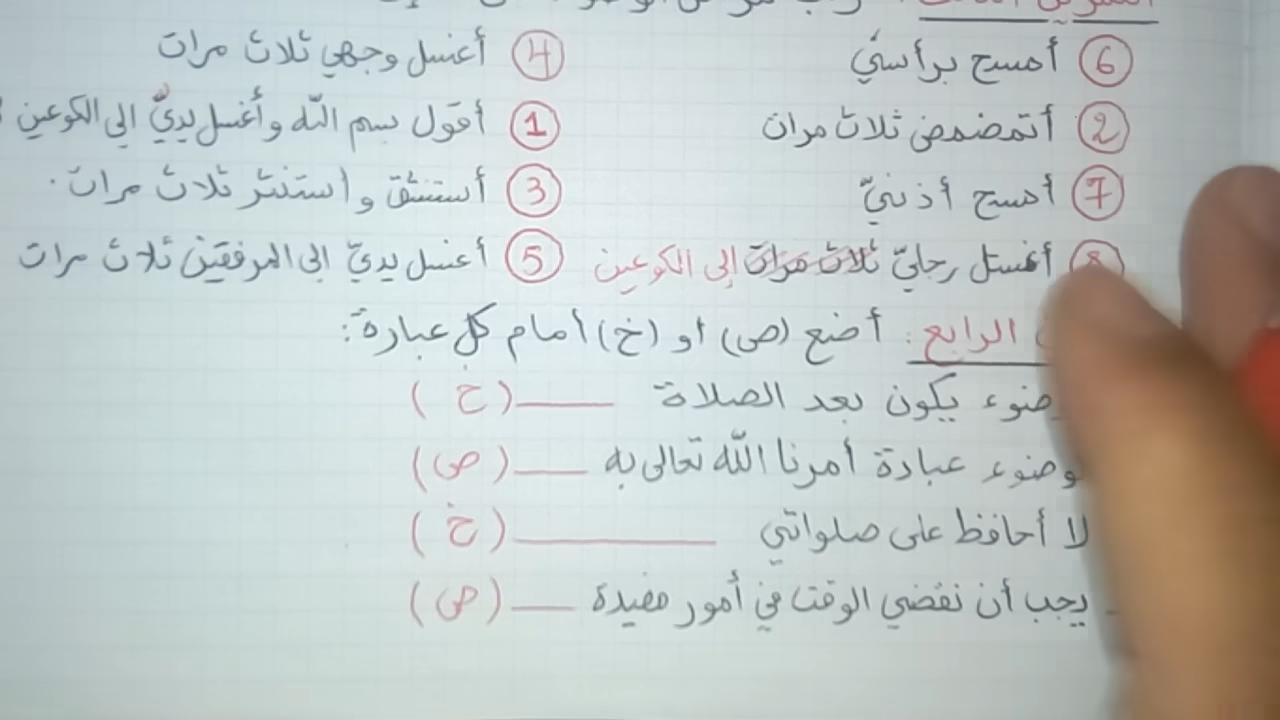 ⑥ أمسح برأسي ④ أغسل وجهي ثلاث مرات
② أتمضمض ثلاث مرات ① أقول بسم الله وأغسل يديّ إلى الكوعين
⑦ أمسح أذنيّ ③ أستنشق و أستنثر ثلاث مرات.
⑧ أغسل رجليّ ثلاث مرات إلى الكوعين ⑤ أغسل يديّ إلى المرفقين ثلاث مرات
الرابع: أضع (ص) او (خ) أمام كل عبارة:
يكون بعد الصلاة (خ)
عبادة أمرنا الله تعالى به (ص)
لا أحافظ على صلواتي (خ)
- يجب أن نقضي الوقت في أمور مفيدة (ص)